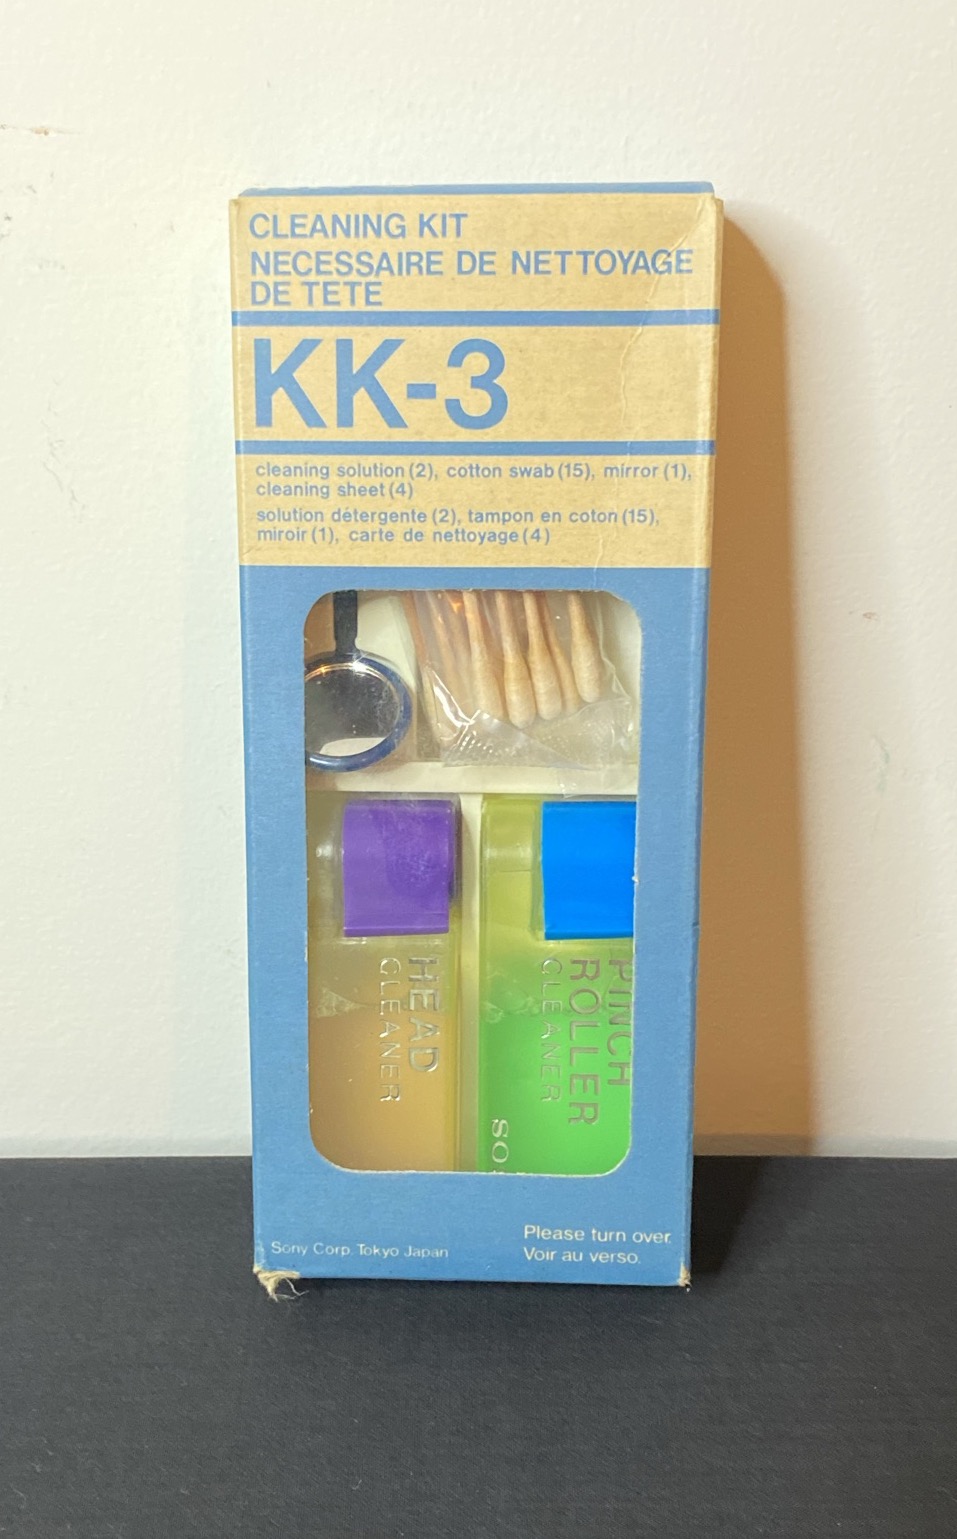 CLEANING KIT
NECESSAIRE DE NETTOYAGE
DE TETE
KK-3
cleaning solution (2), cotton swab (15), mirror (1),
cleaning sheet (4)
solution détergente (2), tampon en coton (15),
miroir (1), carte de nettoyage (4)
HEAD
CLEANER
PINCH
ROLLER
CLEANER
SO
Sony Corp. Tokyo Japan
Please turn over.
Voir au verso.